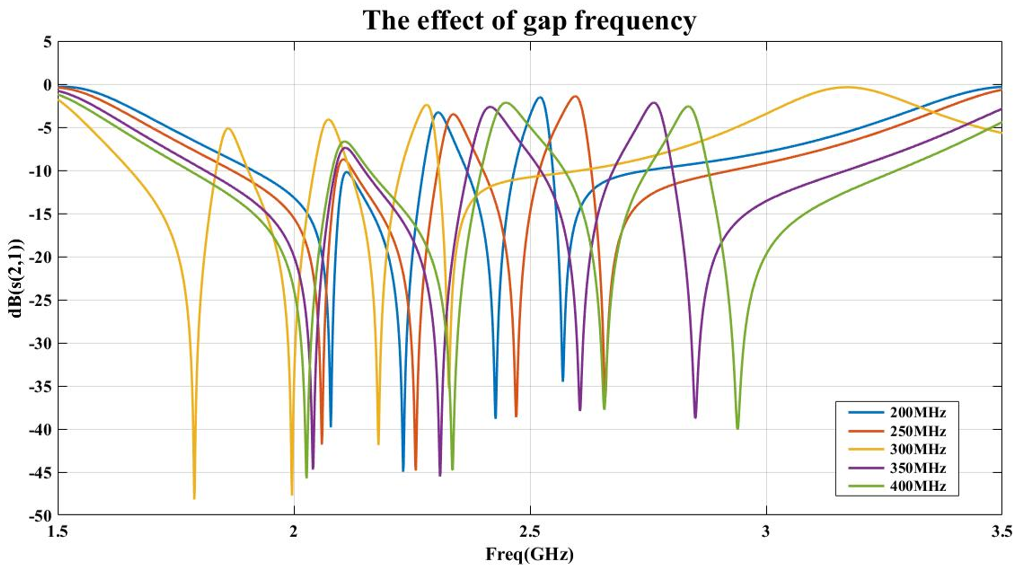 The effect of gap frequency
5
0
-5
-10
-15
-20
-25
-30
-35
-40
-45
-50
dB(s(2,1))
200MHz
250MHz
300MHz
350MHz
400MHz
1.5 2 2.5 3 3.5
Freq(GHz)